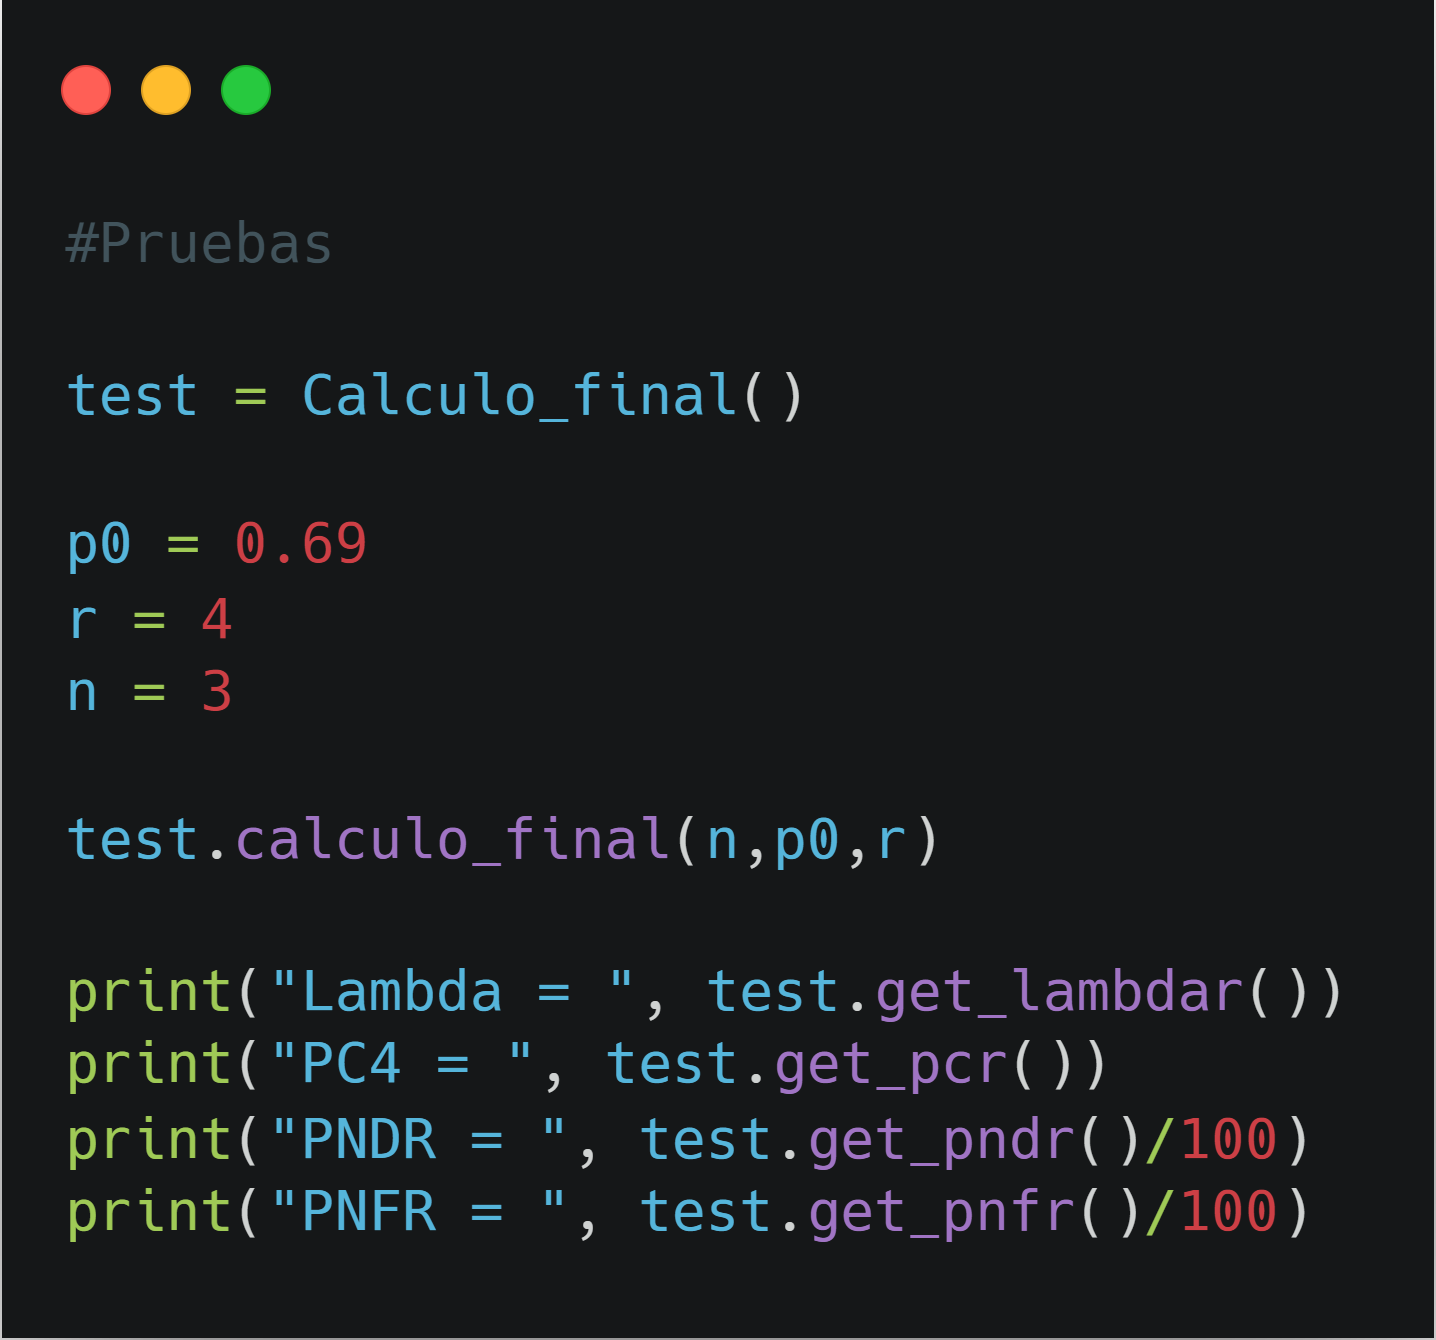 #Pruebas
test = Calculo_final()
p0 = 0.69
r = 4
n = 3
test.calculo_final(n,p0,r)
print("Lambda = ", test.get_lambdar())
print("PC4 = ", test.get_pcr())
print("PNDR = ", test.get_pndr()/100)
print("PNFR = ", test.get_pnfr()/100)